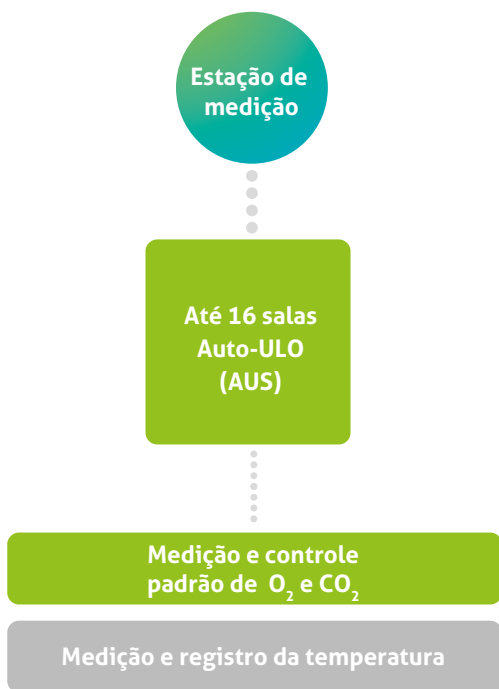 Estação de
medição
Até 16 salas
Auto-ULO
(AUS)
Medição e controle
padrão de O₂ e CO₂
Medição e registro da temperatura